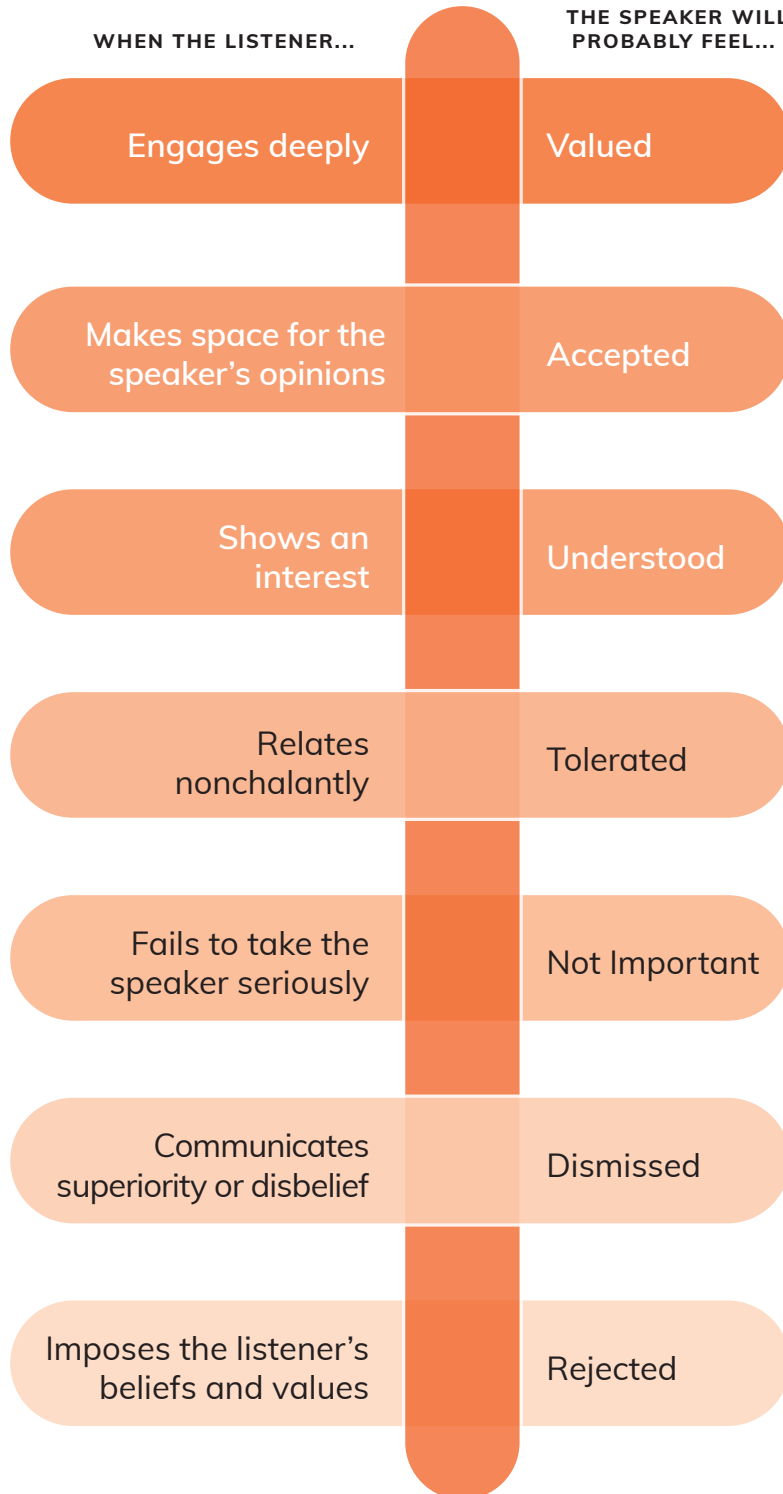 WHEN THE LISTENER...
THE SPEAKER WILL
PROBABLY FEEL...
Engages deeply
Valued
Makes space for the
speaker’s opinions
Accepted
Shows an
interest
Understood
Relates
nonchalantly
Tolerated
Fails to take the
speaker seriously
Not Important
Communicates
superiority or disbelief
Dismissed
Imposes the listener’s
beliefs and values
Rejected